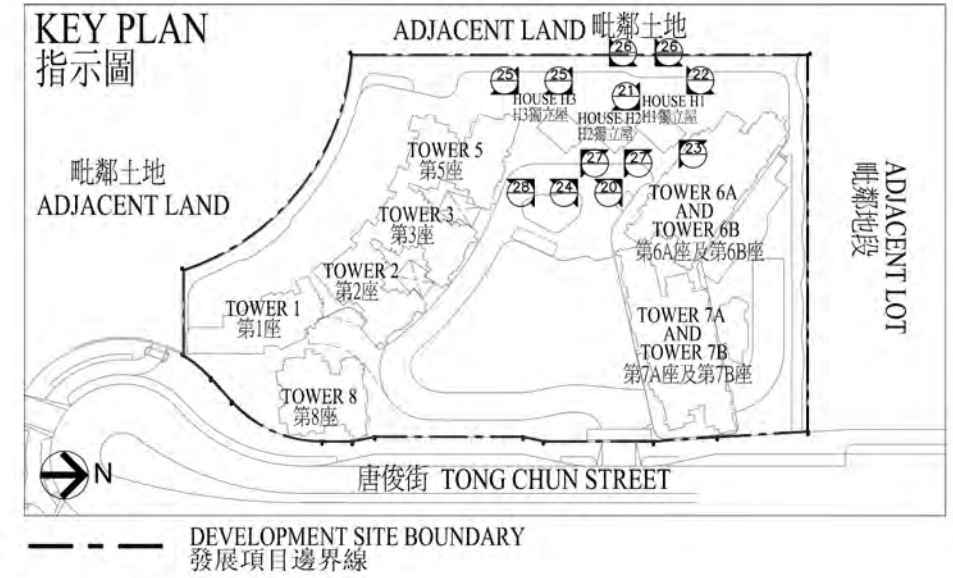 KEY PLAN
指示圖
ADJACENT LAND 毗鄰土地
26 26
25 25 22
21
HOUSE H3
H3獨立屋
HOUSE H1
H1獨立屋
HOUSE H2
H2獨立屋
23
27 27
28 24 20
毗鄰土地
ADJACENT LAND
TOWER 5
第5座
TOWER 3
第3座
TOWER 2
第2座
TOWER 1
第1座
TOWER 8
第8座
TOWER 6A
AND
TOWER 6B
第6A座及第6B座
TOWER 7A
AND
TOWER 7B
第7A座及第7B座
ADJACENT LOT
毗鄰地段
N
唐俊街 TONG CHUN STREET
DEVELOPMENT SITE BOUNDARY
發展項目邊界線